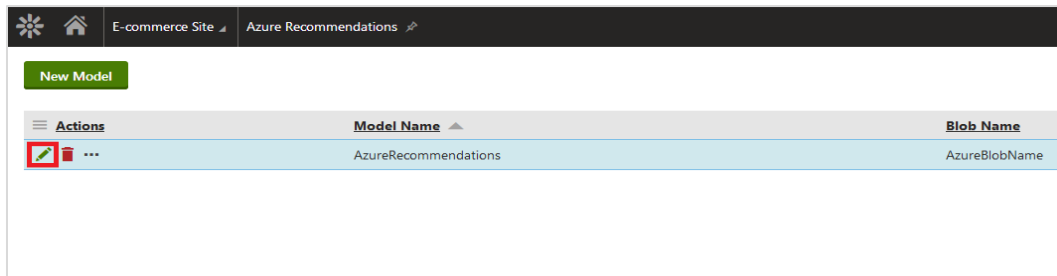 E-commerce Site Azure Recommendations
New Model
Actions Model Name Blob Name
AzureRecommendations AzureBlobName